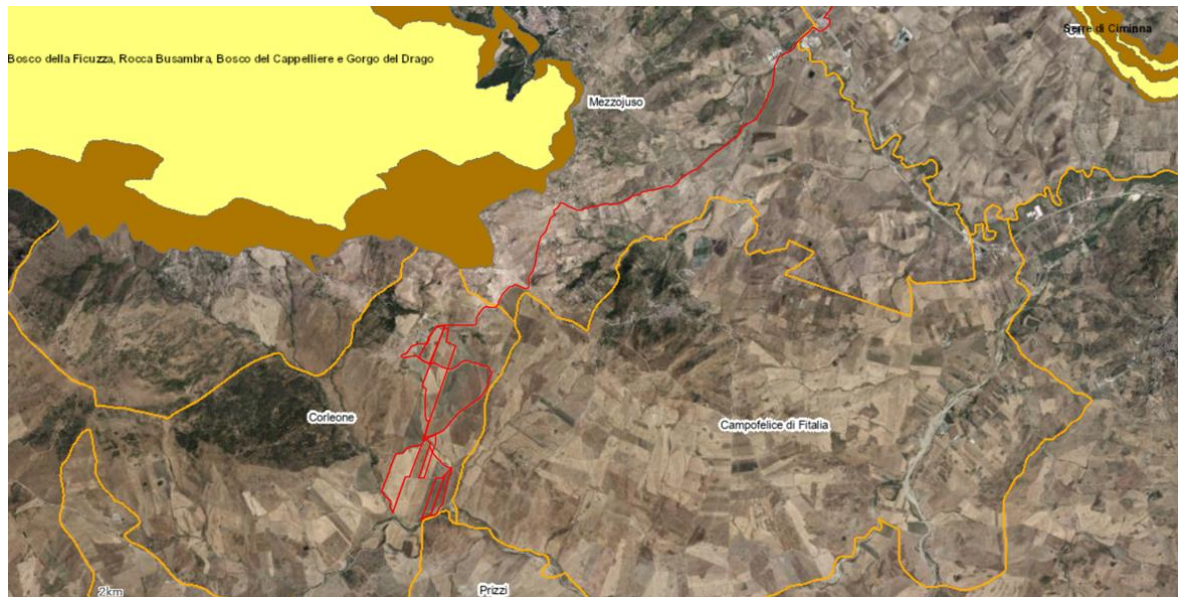 Serre di Ciminna
Bosco della Ficuzza, Rocca Busambra, Bosco del Cappelliere e Gorgo del Drago
Mezzojuso
Corleone
Campofelice di Fitalia
2km
Prizzi